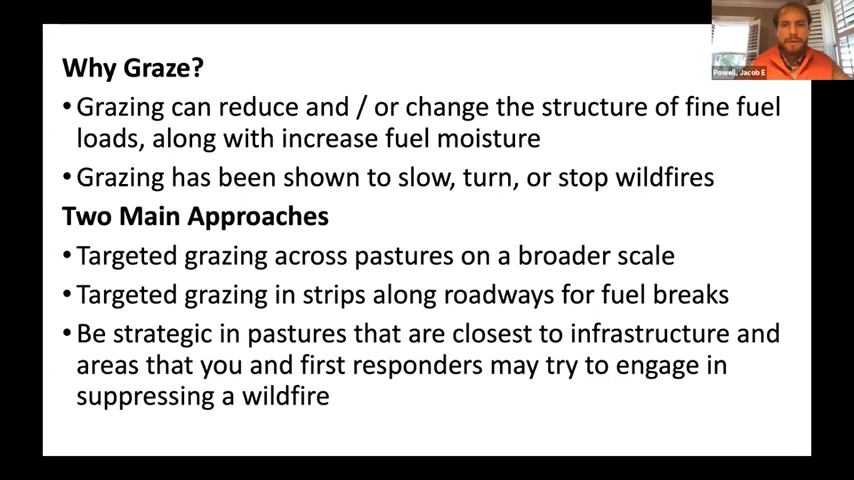 Powell, Jacob E
Why Graze?
• Grazing can reduce and / or change the structure of fine fuel
loads, along with increase fuel moisture
• Grazing has been shown to slow, turn, or stop wildfires
Two Main Approaches
• Targeted grazing across pastures on a broader scale
• Targeted grazing in strips along roadways for fuel breaks
• Be strategic in pastures that are closest to infrastructure and
areas that you and first responders may try to engage in
suppressing a wildfire